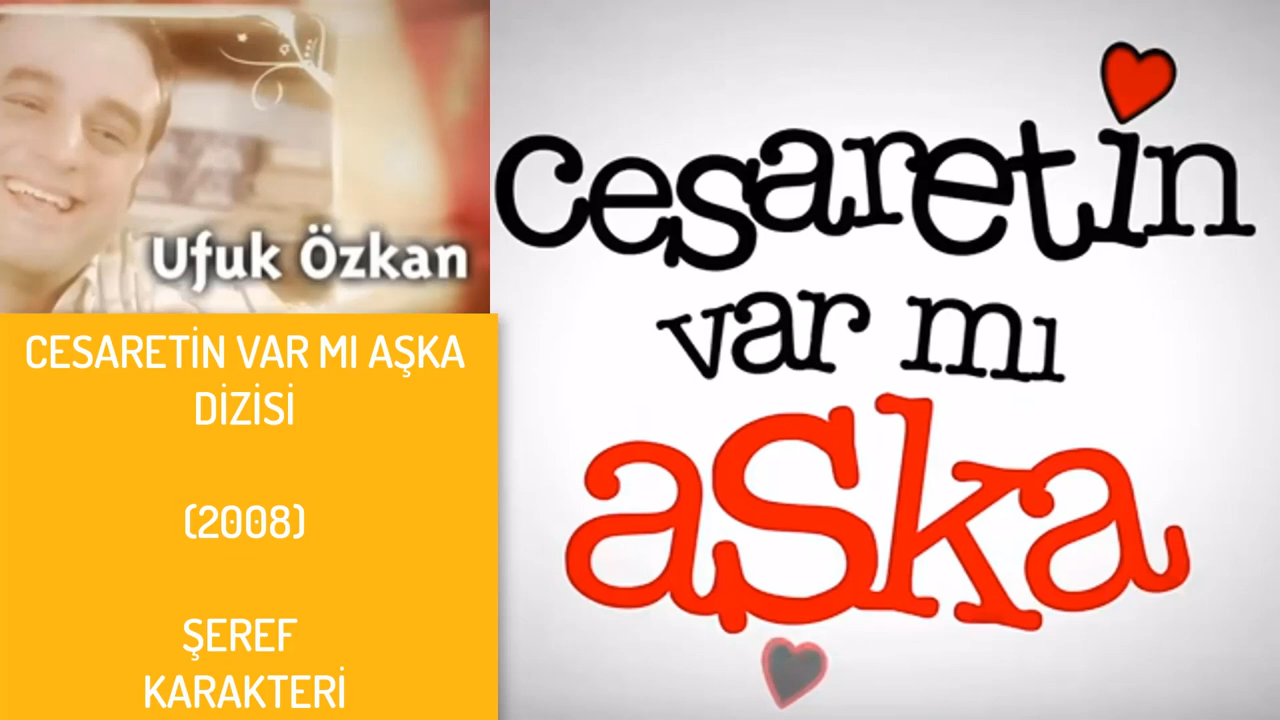 Ufuk Özkan
CESARETİN VAR MI AŞKA
DİZİSİ
(2008)
ŞEREF
KARAKTERİ
cesaretin
var mı
aşka